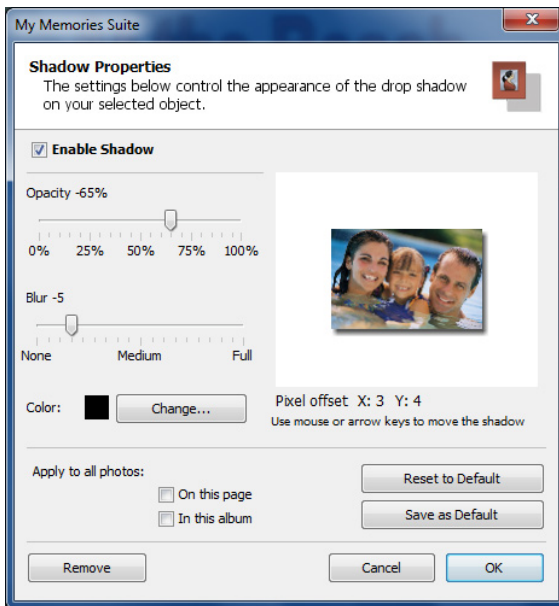 My Memories Suite
Shadow Properties
The settings below control the appearance of the drop shadow
on your selected object.
Enable Shadow
Opacity -65%
0% 25% 50% 75% 100%
Blur -5
None Medium Full
Color: Change...
Pixel offset X: 3 Y: 4
Use mouse or arrow keys to move the shadow
Apply to all photos:
On this page
In this album
Reset to Default
Save as Default
Remove Cancel OK